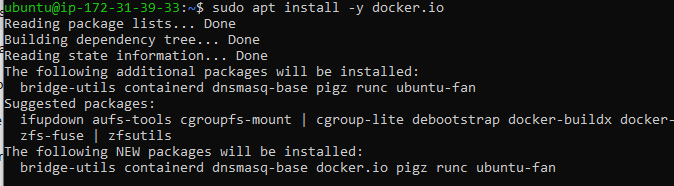 ubuntu@ip-172-31-39-33:~$ sudo apt install -y docker.io
Reading package lists... Done
Building dependency tree... Done
Reading state information... Done
The following additional packages will be installed:
  bridge-utils containerd dnsmasq-base pigz runc ubuntu-fan
Suggested packages:
  ifupdown aufs-tools cgroupfs-mount | cgroup-lite debootstrap docker-buildx docker-
  zfs-fuse | zfsutils
The following NEW packages will be installed:
  bridge-utils containerd dnsmasq-base docker.io pigz runc ubuntu-fan